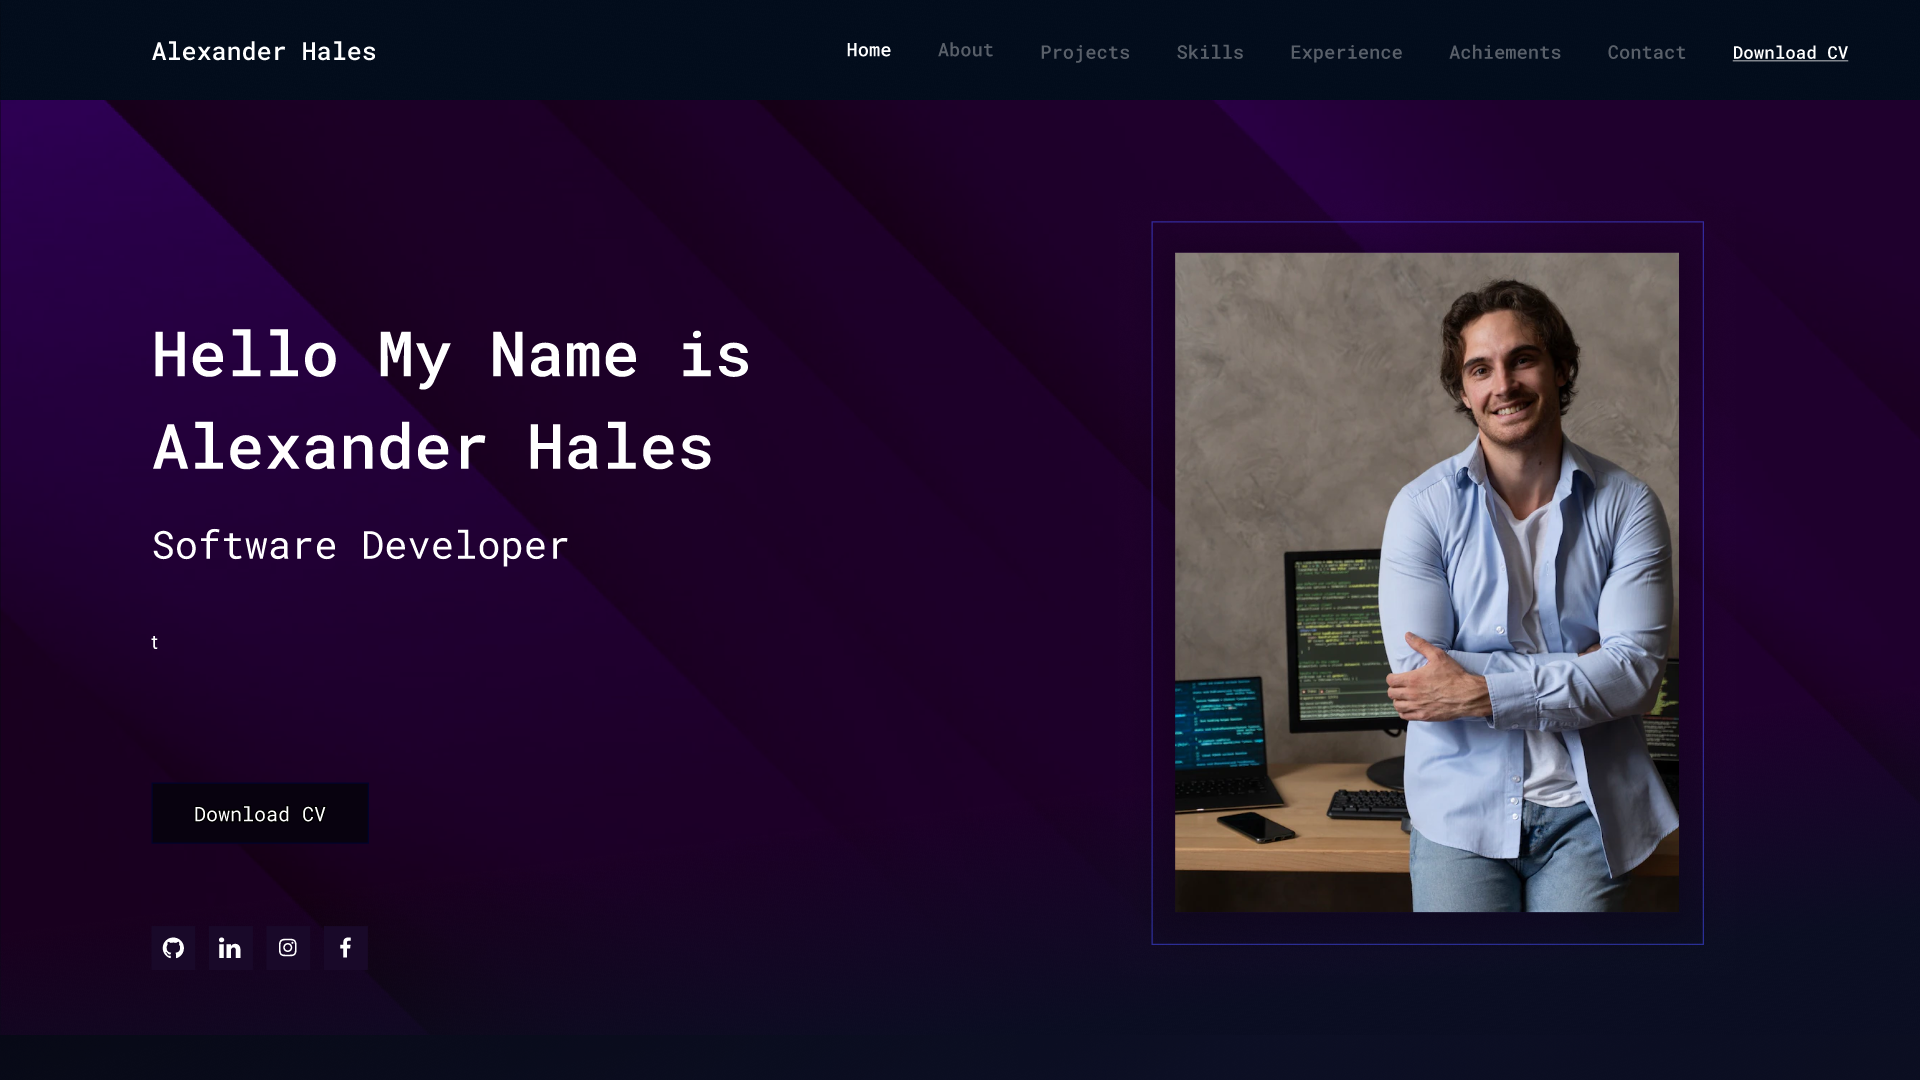 Alexander Hales
Home About Projects Skills Experience Achiements Contact Download CV
Hello My Name is
Alexander Hales
Software Developer
t
Download CV
in